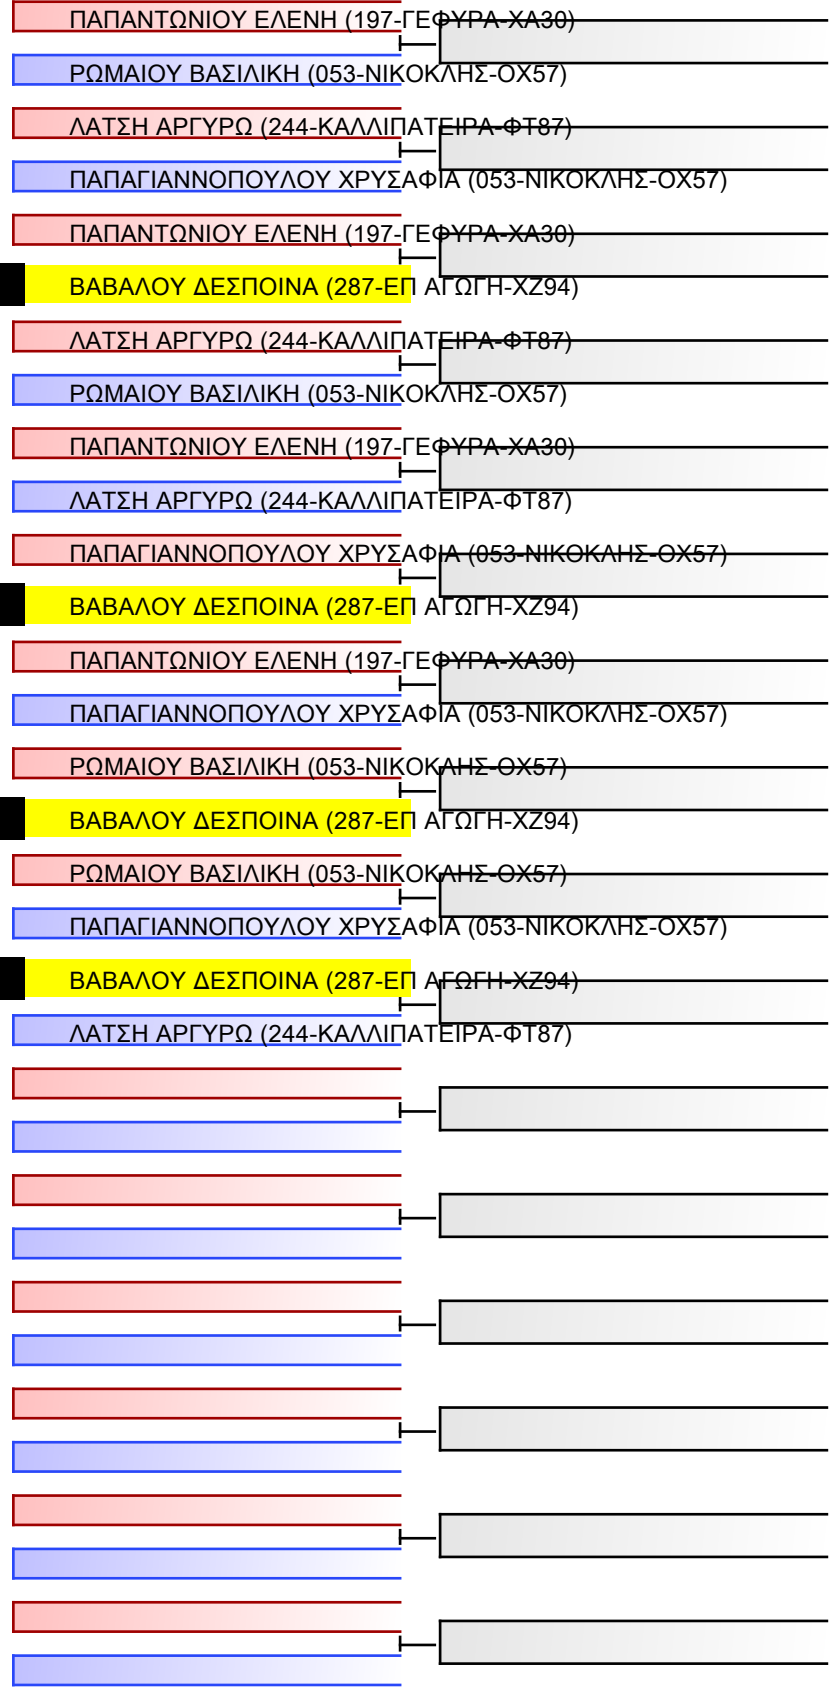 ΠΑΠΑΝΤΩΝΙΟΥ ΕΛΕΝΗ (197-ΓΕΦΥΡΑ-ΧΑ30)
ΡΩΜΑΙΟΥ ΒΑΣΙΛΙΚΗ (053-ΝΙΚΟΚΛΗΣ-ΟΧ57)
ΛΑΤΣΗ ΑΡΓΥΡΩ (244-ΚΑΛΛΙΠΑΤΕΙΡΑ-ΦΤ87)
ΠΑΠΑΓΙΑΝΝΟΠΟΥΛΟΥ ΧΡΥΣΑΦΙΑ (053-ΝΙΚΟΚΛΗΣ-ΟΧ57)
ΠΑΠΑΝΤΩΝΙΟΥ ΕΛΕΝΗ (197-ΓΕΦΥΡΑ-ΧΑ30)
ΒΑΒΑΛΟΥ ΔΕΣΠΟΙΝΑ (287-ΕΠ ΑΓΩΓΗ-ΧΖ94)
ΛΑΤΣΗ ΑΡΓΥΡΩ (244-ΚΑΛΛΙΠΑΤΕΙΡΑ-ΦΤ87)
ΡΩΜΑΙΟΥ ΒΑΣΙΛΙΚΗ (053-ΝΙΚΟΚΛΗΣ-ΟΧ57)
ΠΑΠΑΝΤΩΝΙΟΥ ΕΛΕΝΗ (197-ΓΕΦΥΡΑ-ΧΑ30)
ΛΑΤΣΗ ΑΡΓΥΡΩ (244-ΚΑΛΛΙΠΑΤΕΙΡΑ-ΦΤ87)
ΠΑΠΑΓΙΑΝΝΟΠΟΥΛΟΥ ΧΡΥΣΑΦΙΑ (053-ΝΙΚΟΚΛΗΣ-ΟΧ57)
ΒΑΒΑΛΟΥ ΔΕΣΠΟΙΝΑ (287-ΕΠ ΑΓΩΓΗ-ΧΖ94)
ΠΑΠΑΝΤΩΝΙΟΥ ΕΛΕΝΗ (197-ΓΕΦΥΡΑ-ΧΑ30)
ΠΑΠΑΓΙΑΝΝΟΠΟΥΛΟΥ ΧΡΥΣΑΦΙΑ (053-ΝΙΚΟΚΛΗΣ-ΟΧ57)
ΡΩΜΑΙΟΥ ΒΑΣΙΛΙΚΗ (053-ΝΙΚΟΚΛΗΣ-ΟΧ57)
ΒΑΒΑΛΟΥ ΔΕΣΠΟΙΝΑ (287-ΕΠ ΑΓΩΓΗ-ΧΖ94)
ΡΩΜΑΙΟΥ ΒΑΣΙΛΙΚΗ (053-ΝΙΚΟΚΛΗΣ-ΟΧ57)
ΠΑΠΑΓΙΑΝΝΟΠΟΥΛΟΥ ΧΡΥΣΑΦΙΑ (053-ΝΙΚΟΚΛΗΣ-ΟΧ57)
ΒΑΒΑΛΟΥ ΔΕΣΠΟΙΝΑ (287-ΕΠ ΑΓΩΓΗ-ΧΖ94)
ΛΑΤΣΗ ΑΡΓΥΡΩ (244-ΚΑΛΛΙΠΑΤΕΙΡΑ-ΦΤ87)